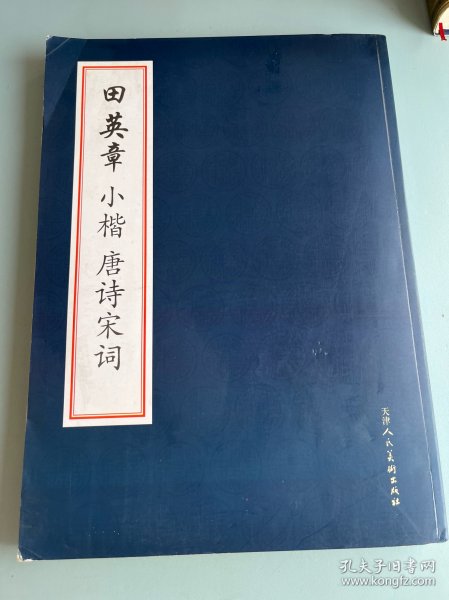 田英章 小楷 唐诗宋词
天津人民美術出版社
孔夫子旧书网
www.kongfz.com